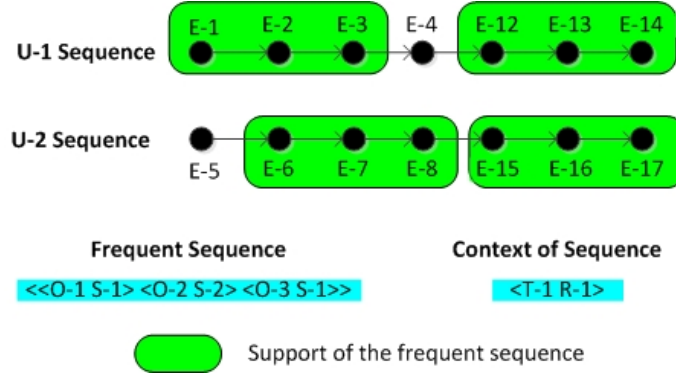 E-1 E-2 E-3 E-4 E-12 E-13 E-14
U-1 Sequence
U-2 Sequence
E-5 E-6 E-7 E-8 E-15 E-16 E-17
Frequent Sequence Context of Sequence
<<O-1 S-1> <O-2 S-2> <O-3 S-1>> <T-1 R-1>
Support of the frequent sequence